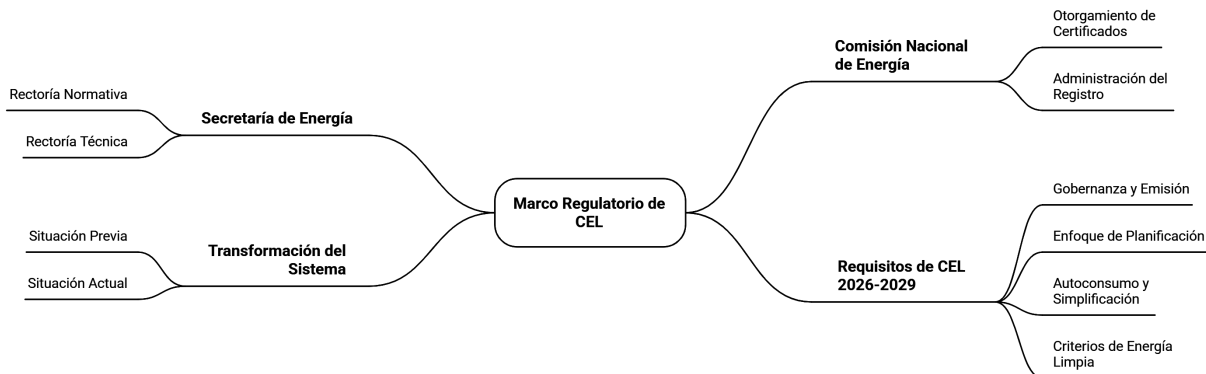 Marco Regulatorio de
CEL
Secretaría de Energía
Rectoría Normativa
Rectoría Técnica
Transformación del
Sistema
Situación Previa
Situación Actual
Comisión Nacional
de Energía
Otorgamiento de
Certificados
Administración del
Registro
Requisitos de CEL
2026-2029
Gobernanza y Emisión
Enfoque de Planificación
Autoconsumo y
Simplificación
Criterios de Energía
Limpia